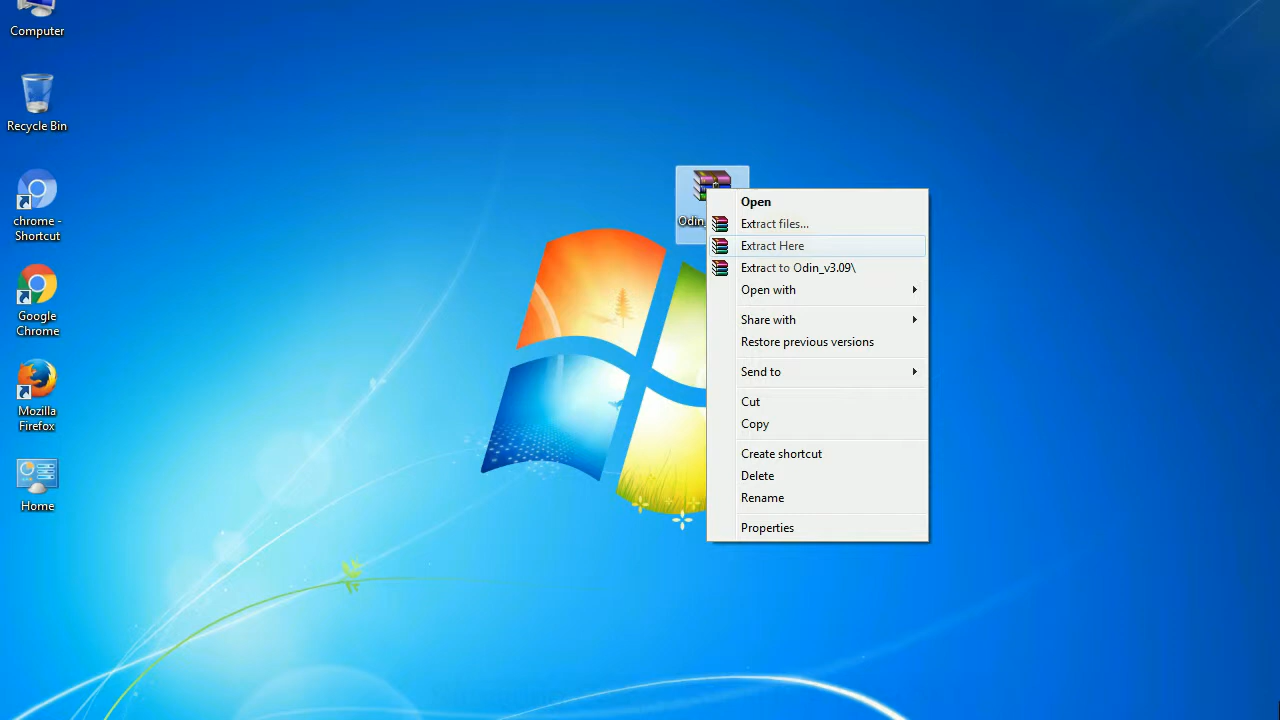 Computer
Recycle Bin
chrome -
Shortcut
Google
Chrome
Mozilla
Firefox
Home
Odin_
Open
Extract files...
Extract Here
Extract to Odin_v3.09\
Open with
Share with
Restore previous versions
Send to
Cut
Copy
Create shortcut
Delete
Rename
Properties